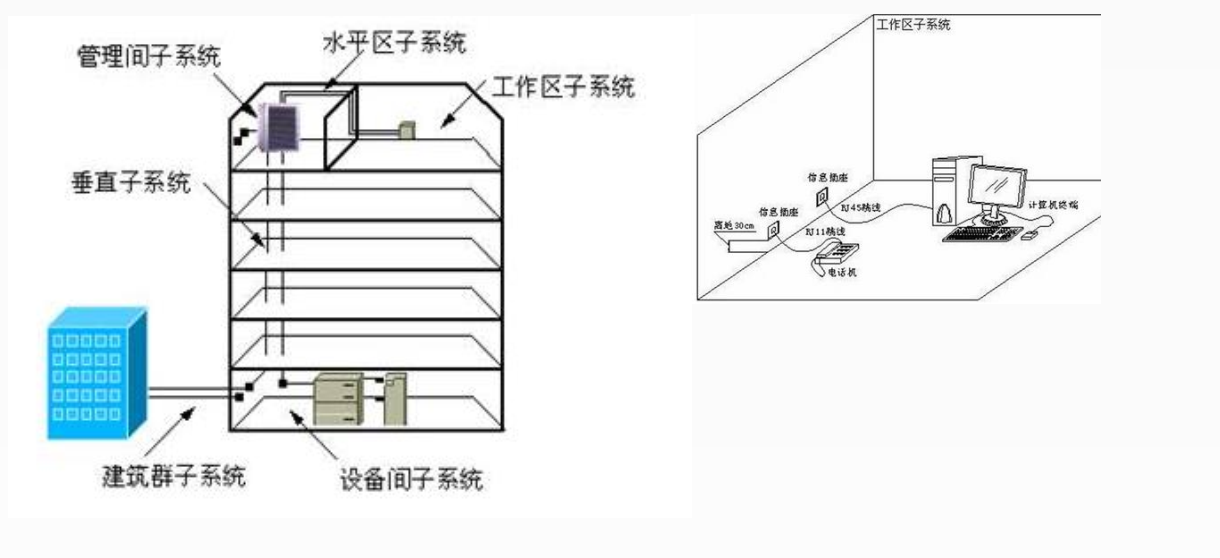 水平区子系统
管理间子系统
工作区子系统
垂直子系统
建筑群子系统
设备间子系统
工作区子系统
信息插座
RJ45跳线
计算机终端
信息插座
离地30cm
RJ11跳线
电话机